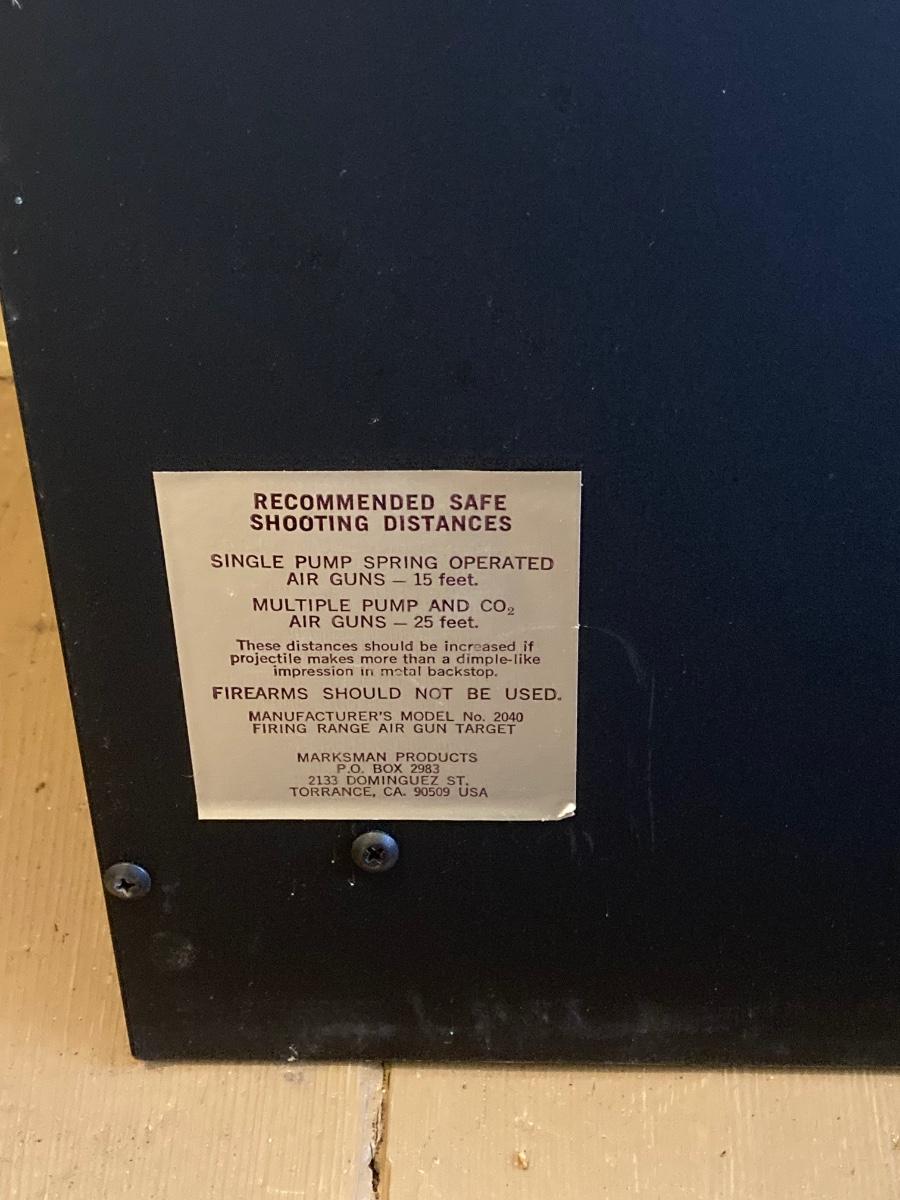 RECOMMENDED SAFE
SHOOTING DISTANCES
SINGLE PUMP SPRING OPERATED
AIR GUNS — 15 feet.
MULTIPLE PUMP AND CO₂
AIR GUNS — 25 feet.
These distances should be increased if
projectile makes more than a dimple-like
impression in metal backstop.
FIREARMS SHOULD NOT BE USED.
MANUFACTURER'S MODEL No. 2040
FIRING RANGE AIR GUN TARGET
MARKSMAN PRODUCTS
P.O. BOX 2983
2133 DOMINGUEZ ST.
TORRANCE, CA. 90509 USA